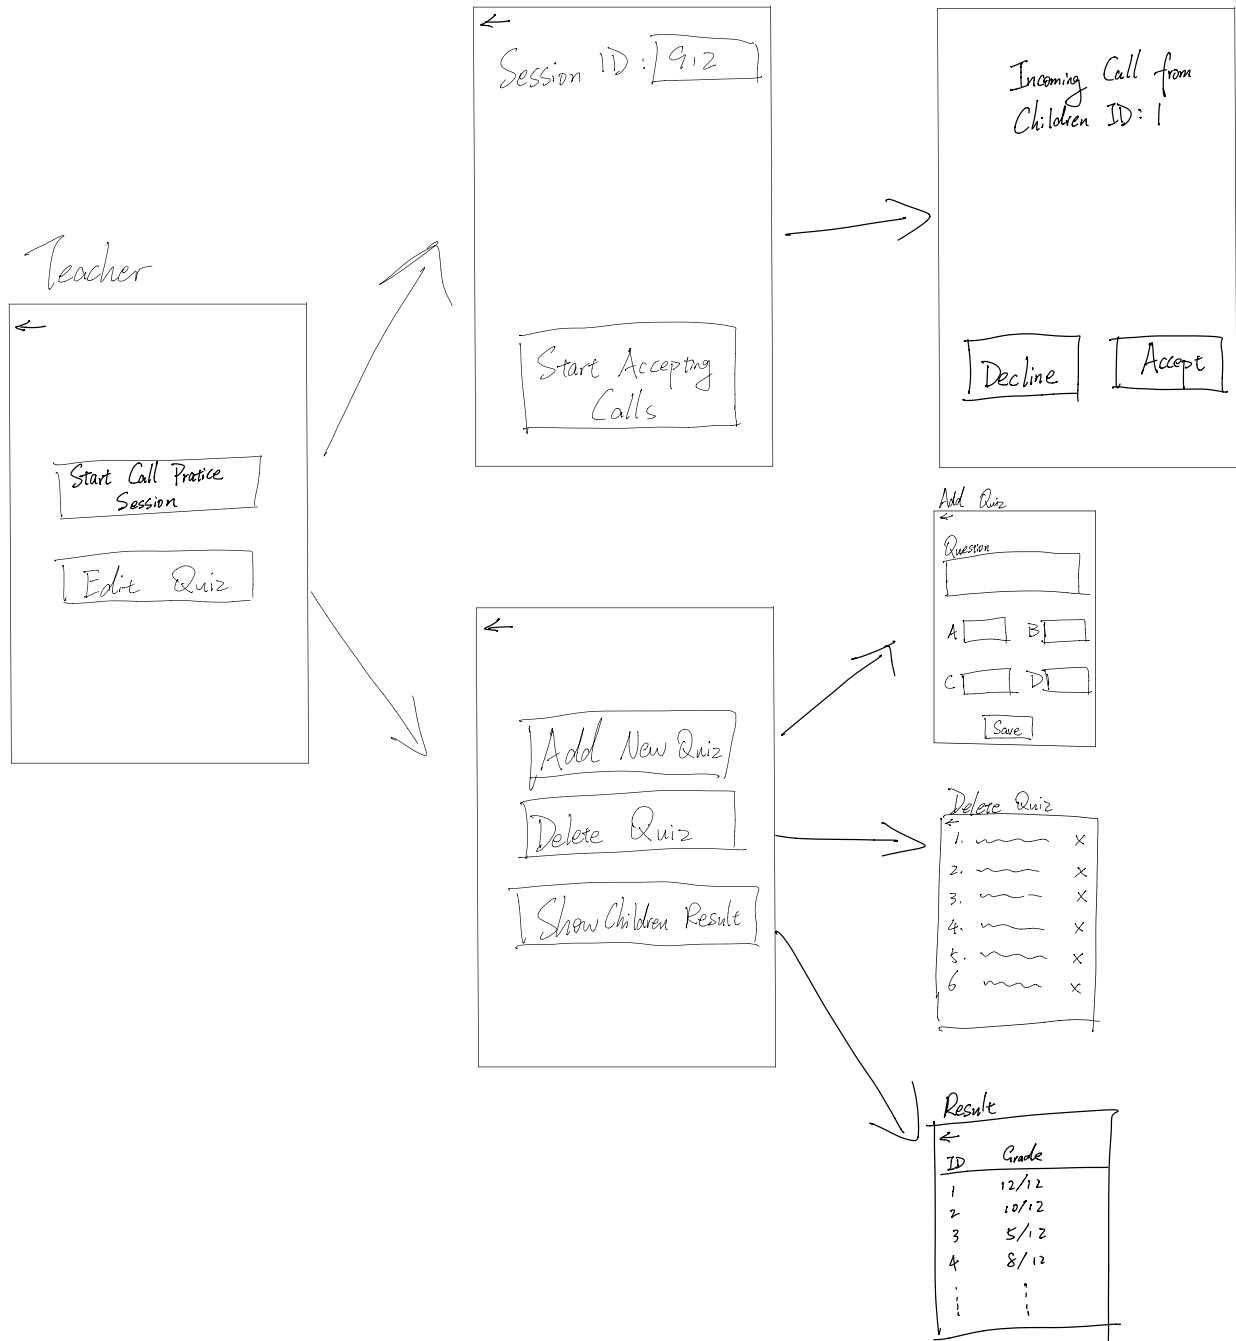 Teacher
←
Start Call Pratice
Session
Edit Quiz
←
Session ID: 912
Start Accepting
Calls
Incoming Call from
Children ID: 1
Decline
Accept
←
Add New Quiz
Delete Quiz
Show Children Result
Add Quiz
←
Question
A B
C D
Save
Delete Quiz
←
1. x
2. x
3. x
4. x
5. x
6 x
Result
←
ID Grade
1 12/12
2 10/12
3 5/12
4 8/12